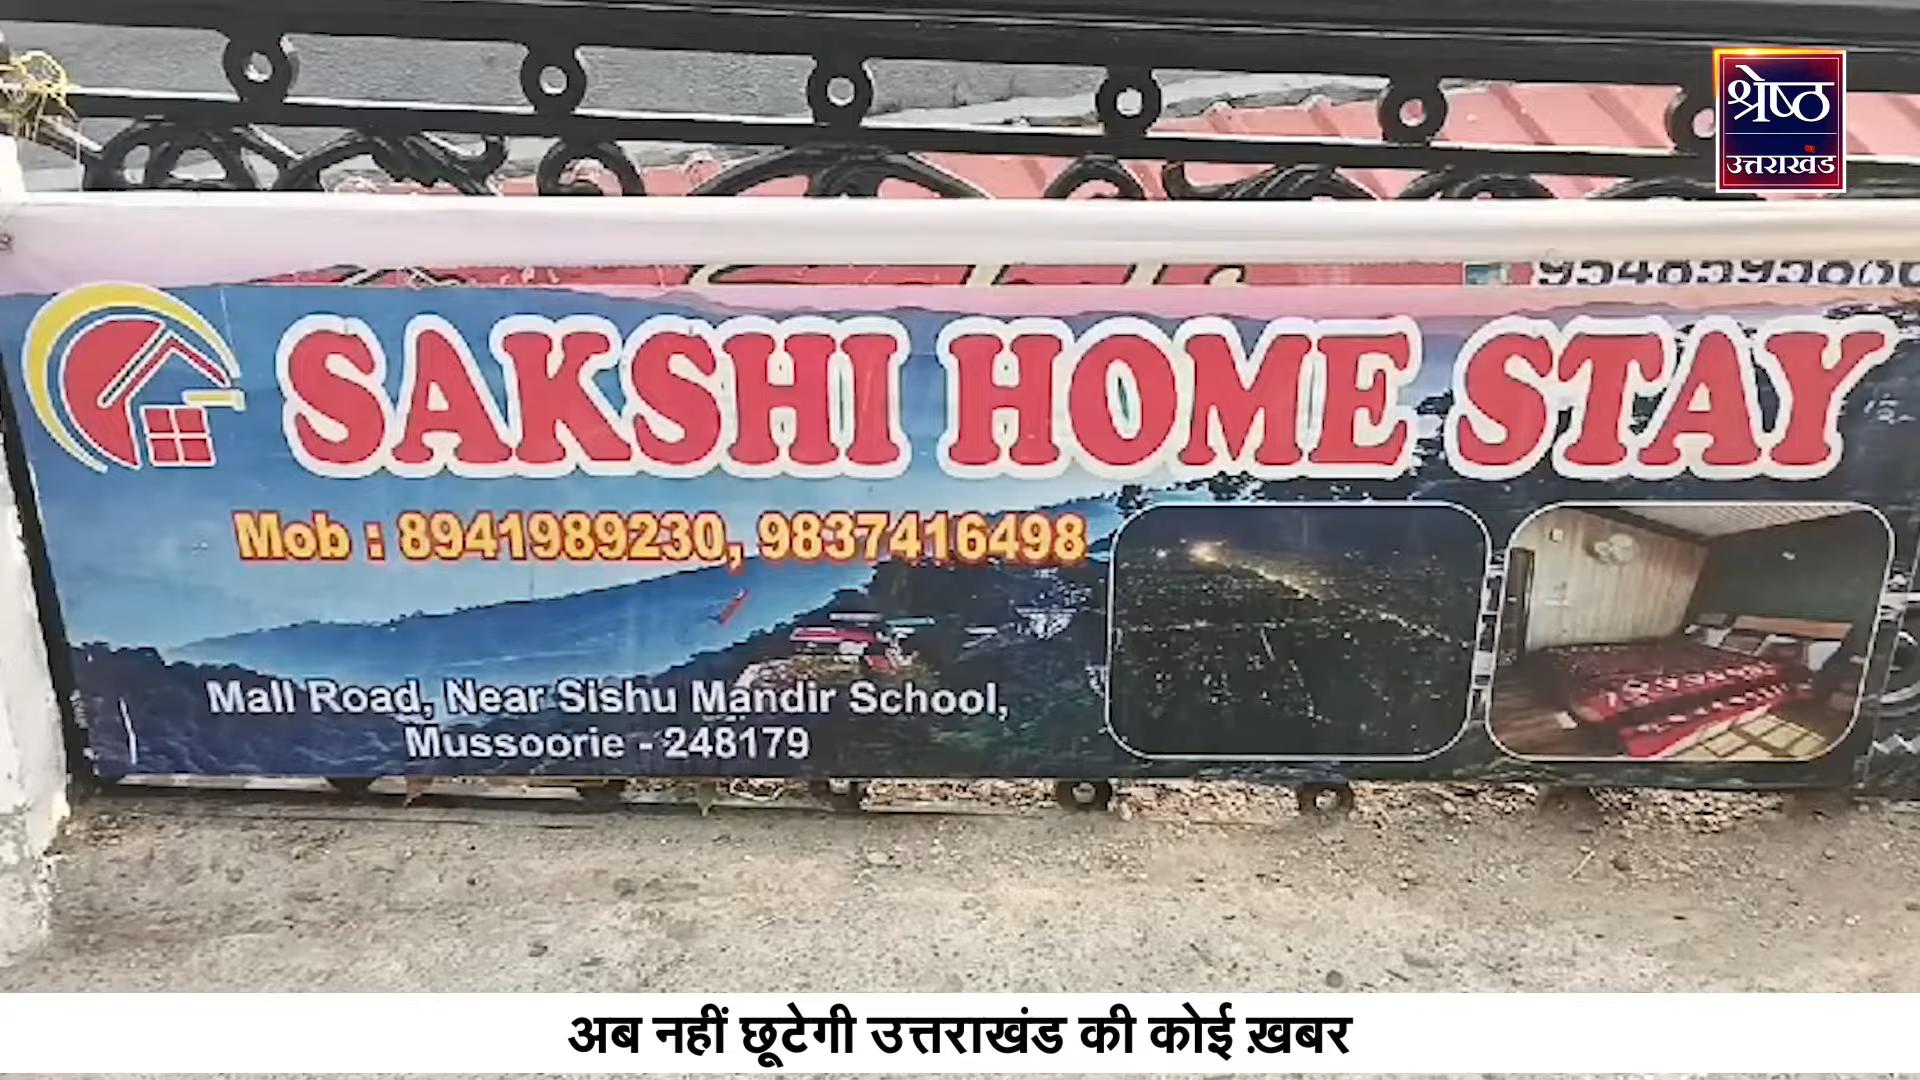 श्रेष्ठ
उत्तराखंड
SAKSHI HOME STAY
Mob : 8941989230, 9837416498
Mall Road, Near Sishu Mandir School,
Mussoorie - 248179
अब नहीं छूटेगी उत्तराखंड की कोई ख़बर